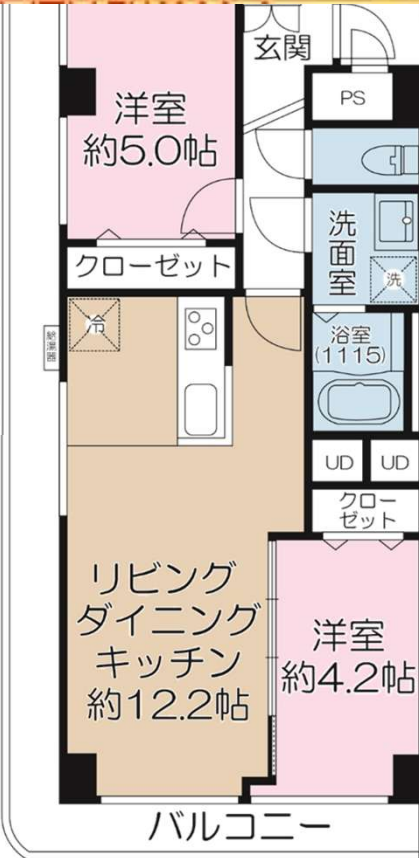 玄関
PS
洋室
約5.0帖
洗面室
洗
クローゼット
冷
給湯器
浴室
(1115)
UD
UD
クロー
ゼット
リビング
ダイニング
キッチン
約12.2帖
洋室
約4.2帖
バルコニー